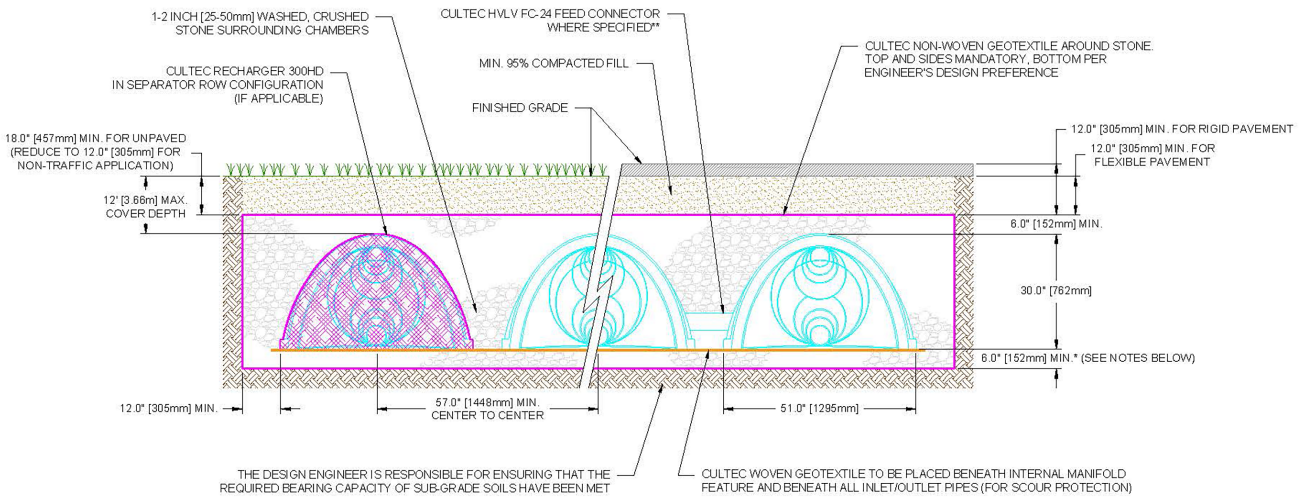 1-2 INCH [25-50mm] WASHED, CRUSHED
STONE SURROUNDING CHAMBERS
CULTEC HVLV FC-24 FEED CONNECTOR
WHERE SPECIFIED**
CULTEC NON-WOVEN GEOTEXTILE AROUND STONE.
TOP AND SIDES MANDATORY, BOTTOM PER
ENGINEER'S DESIGN PREFERENCE
CULTEC RECHARGER 300HD
IN SEPARATOR ROW CONFIGURATION
(IF APPLICABLE)
MIN. 95% COMPACTED FILL
FINISHED GRADE
18.0" [457mm] MIN. FOR UNPAVED
(REDUCE TO 12.0" [305mm] FOR
NON-TRAFFIC APPLICATION)
12.0" [305mm] MIN. FOR RIGID PAVEMENT
12.0" [305mm] MIN. FOR
FLEXIBLE PAVEMENT
12' [3.66m] MAX.
COVER DEPTH
6.0" [152mm] MIN.
30.0" [762mm]
6.0" [152mm] MIN.* (SEE NOTES BELOW)
12.0" [305mm] MIN.
57.0" [1448mm] MIN.
CENTER TO CENTER
51.0" [1295mm]
THE DESIGN ENGINEER IS RESPONSIBLE FOR ENSURING THAT THE
REQUIRED BEARING CAPACITY OF SUB-GRADE SOILS HAVE BEEN MET
CULTEC WOVEN GEOTEXTILE TO BE PLACED BENEATH INTERNAL MANIFOLD
FEATURE AND BENEATH ALL INLET/OUTLET PIPES (FOR SCOUR PROTECTION)